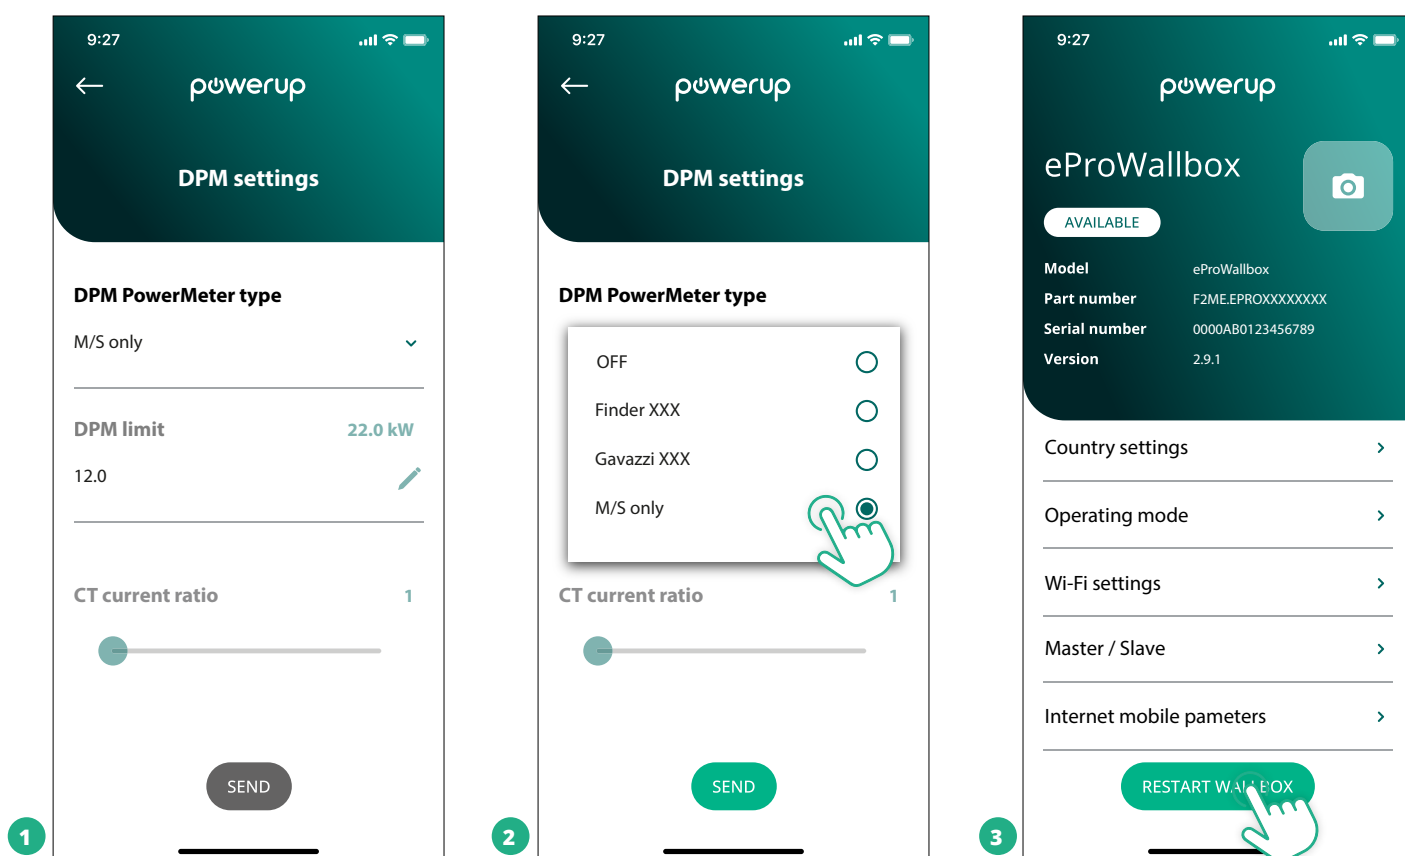 9:27
powerup
DPM settings
DPM PowerMeter type
M/S only
DPM limit 22.0 kW
12.0
CT current ratio 1
SEND
1
9:27
powerup
DPM settings
DPM PowerMeter type
OFF
Finder XXX
Gavazzi XXX
M/S only
CT current ratio 1
SEND
2
9:27
powerup
eProWallbox
AVAILABLE
Model eProWallbox
Part number F2ME.EPROXXXXXXX
Serial number 0000AB0123456789
Version 2.9.1
Country settings
Operating mode
Wi-Fi settings
Master / Slave
Internet mobile pameters
RESTART WALLBOX
3